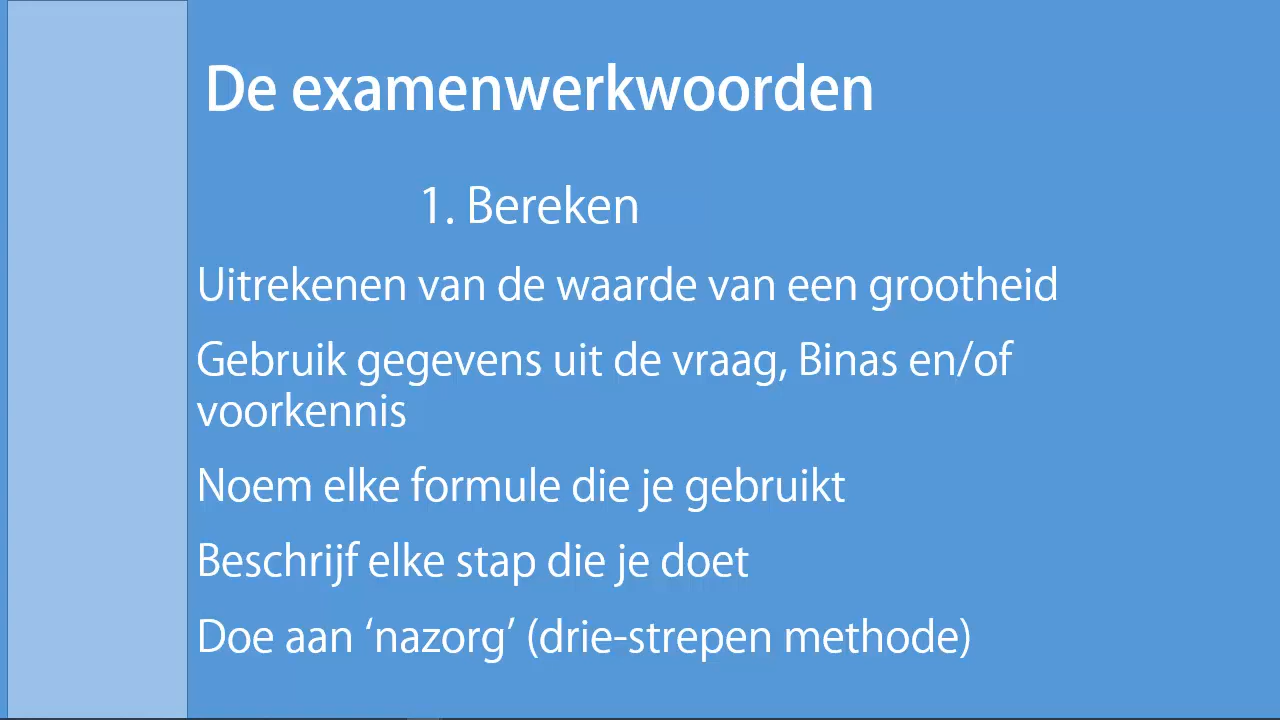 De examenwerkwoorden
1. Bereken
Uitrekenen van de waarde van een grootheid
Gebruik gegevens uit de vraag, Binas en/of
voorkennis
Noem elke formule die je gebruikt
Beschrijf elke stap die je doet
Doe aan ‘nazorg’ (drie-strepen methode)